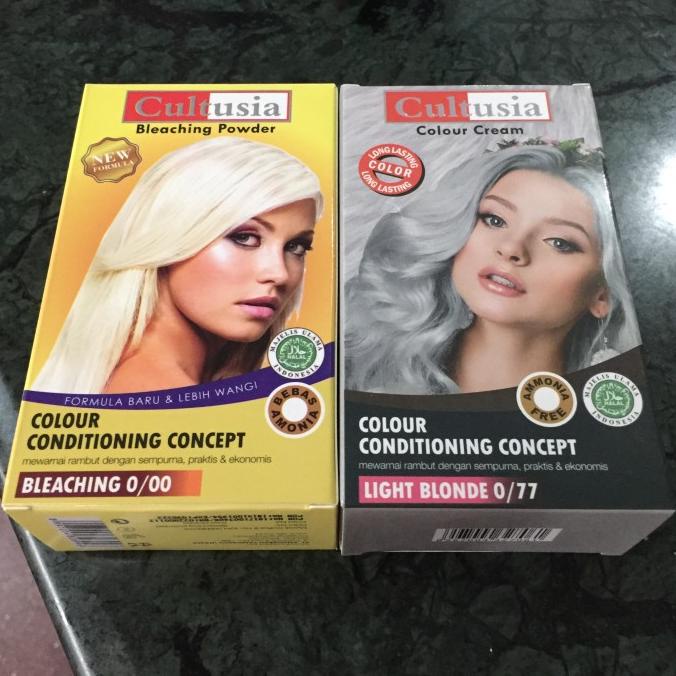 Cultusia
Bleaching Powder
NEW
FORMULA
MAJELIS ULAMA
HALAL
INDONESIA
FORMULA BARU & LEBIH WANGI
BEBAS
AMONIA
COLOUR
CONDITIONING CONCEPT
mewarnai rambut dengan sempurna, praktis & ekonomis
BLEACHING 0/00
Cultusia
Colour Cream
LONG LASTING
COLOR
LONG LASTING
AMMONIA
FREE
MAJELIS ULAMA
HALAL
INDONESIA
COLOUR
CONDITIONING CONCEPT
mewarnai rambut dengan sempurna, praktis & ekonomis
LIGHT BLONDE 0/77